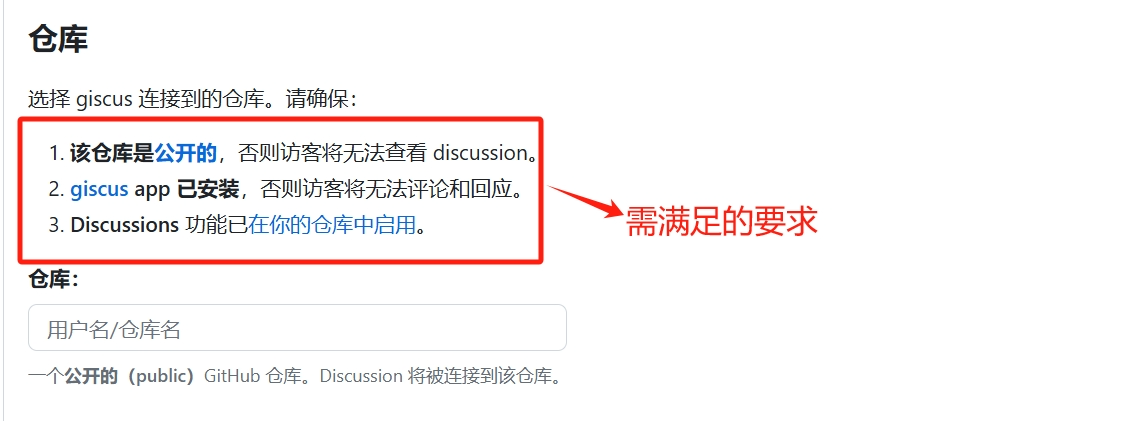 仓库
选择 giscus 连接到的仓库。请确保：
1. 该仓库是公开的，否则访客将无法查看 discussion。
2. giscus app 已安装，否则访客将无法评论和回应。
3. Discussions 功能已在你的仓库中启用。
需满足的要求
仓库：
用户名/仓库名
一个公开的（public）GitHub 仓库。Discussion 将被连接到该仓库。